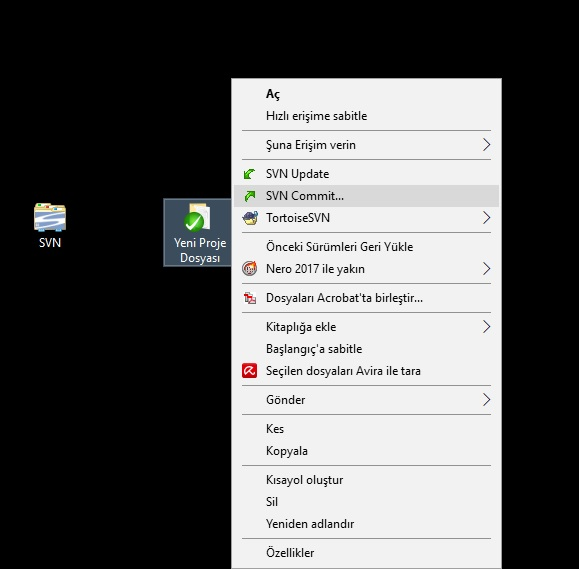 SVN
Yeni Proje
Dosyası
Aç
Hızlı erişime sabitle
Şuna Erişim verin
SVN Update
SVN Commit...
TortoiseSVN
Önceki Sürümleri Geri Yükle
Nero 2017 ile yakın
Dosyaları Acrobat'ta birleştir...
Kitaplığa ekle
Başlangıç'a sabitle
Seçilen dosyaları Avira ile tara
Gönder
Kes
Kopyala
Kısayol oluştur
Sil
Yeniden adlandır
Özellikler